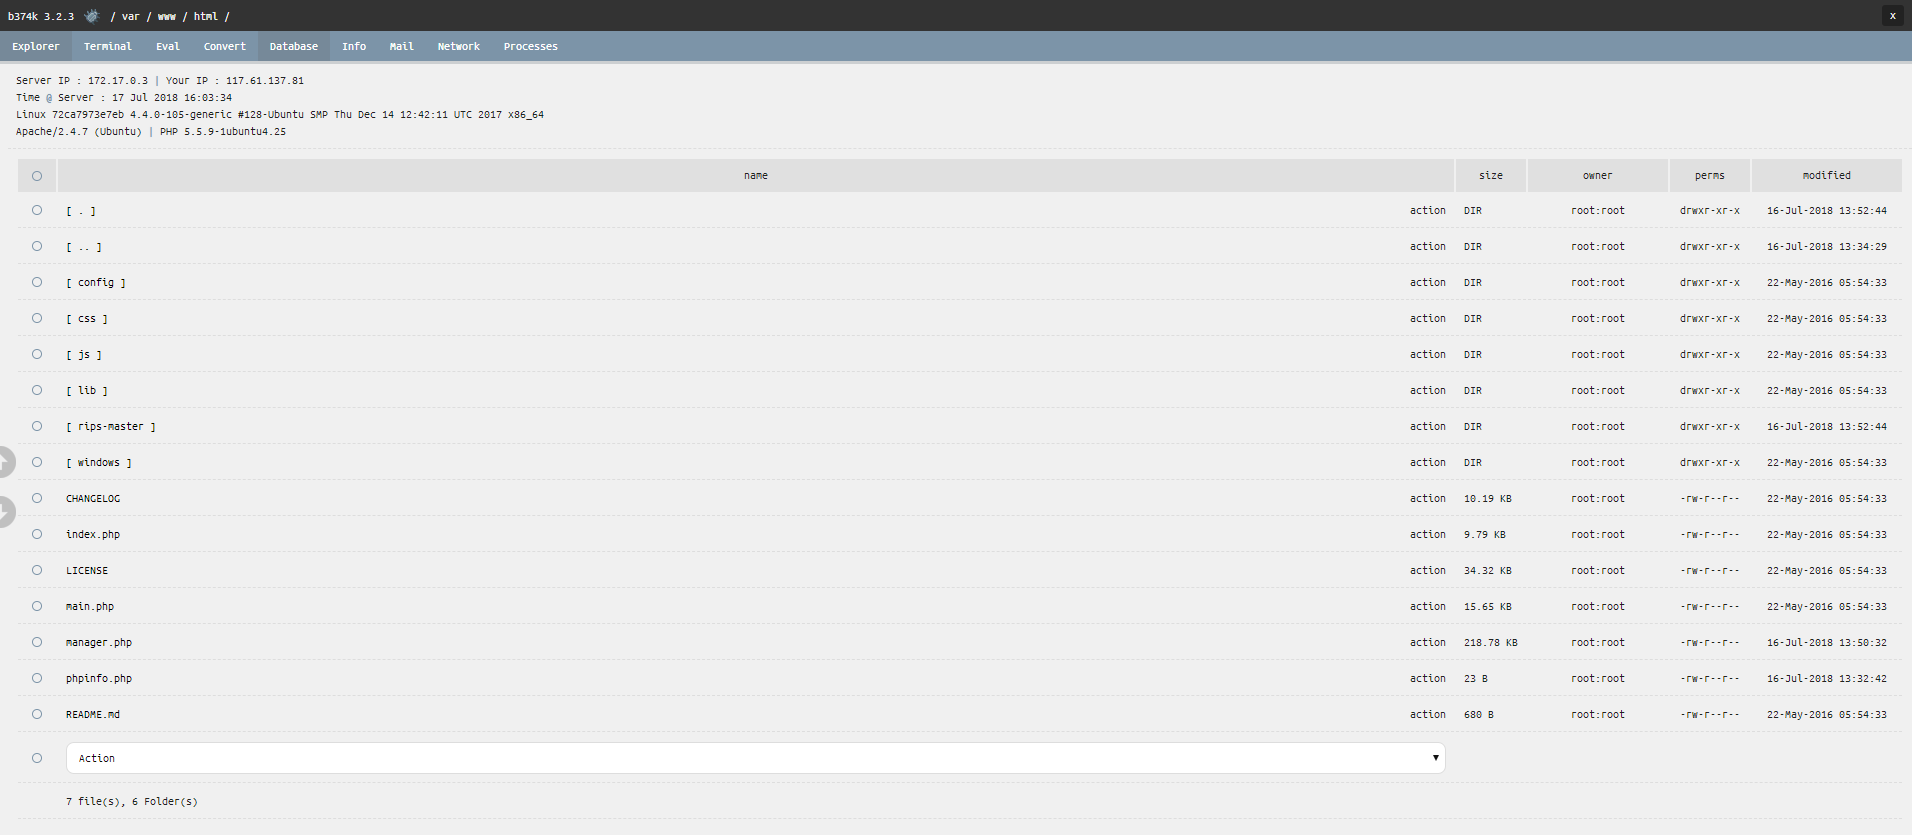 b374k 3.2.3 / var / www / html / x
Explorer Terminal Eval Convert Database Info Mail Network Processes
Server IP : 172.17.0.3 | Your IP : 117.61.137.81
Time @ Server : 17 Jul 2018 16:03:34
Linux 72ca7973e7eb 4.4.0-105-generic #128-Ubuntu SMP Thu Dec 14 12:42:11 UTC 2017 x86_64
Apache/2.4.7 (Ubuntu) | PHP 5.5.9-1ubuntu4.25
name size owner perms modified
[ . ] action DIR root:root drwxr-xr-x 16-Jul-2018 13:52:44
[ .. ] action DIR root:root drwxr-xr-x 16-Jul-2018 13:34:29
[ config ] action DIR root:root drwxr-xr-x 22-May-2016 05:54:33
[ css ] action DIR root:root drwxr-xr-x 22-May-2016 05:54:33
[ js ] action DIR root:root drwxr-xr-x 22-May-2016 05:54:33
[ lib ] action DIR root:root drwxr-xr-x 22-May-2016 05:54:33
[ rips-master ] action DIR root:root drwxr-xr-x 16-Jul-2018 13:52:44
[ windows ] action DIR root:root drwxr-xr-x 22-May-2016 05:54:33
CHANGELOG action 10.19 KB root:root -rw-r--r-- 22-May-2016 05:54:33
index.php action 9.79 KB root:root -rw-r--r-- 22-May-2016 05:54:33
LICENSE action 34.32 KB root:root -rw-r--r-- 22-May-2016 05:54:33
main.php action 15.65 KB root:root -rw-r--r-- 22-May-2016 05:54:33
manager.php action 218.78 KB root:root -rw-r--r-- 16-Jul-2018 13:50:32
phpinfo.php action 23 B root:root -rw-r--r-- 16-Jul-2018 13:32:42
README.md action 680 B root:root -rw-r--r-- 22-May-2016 05:54:33
Action
7 file(s), 6 Folder(s)